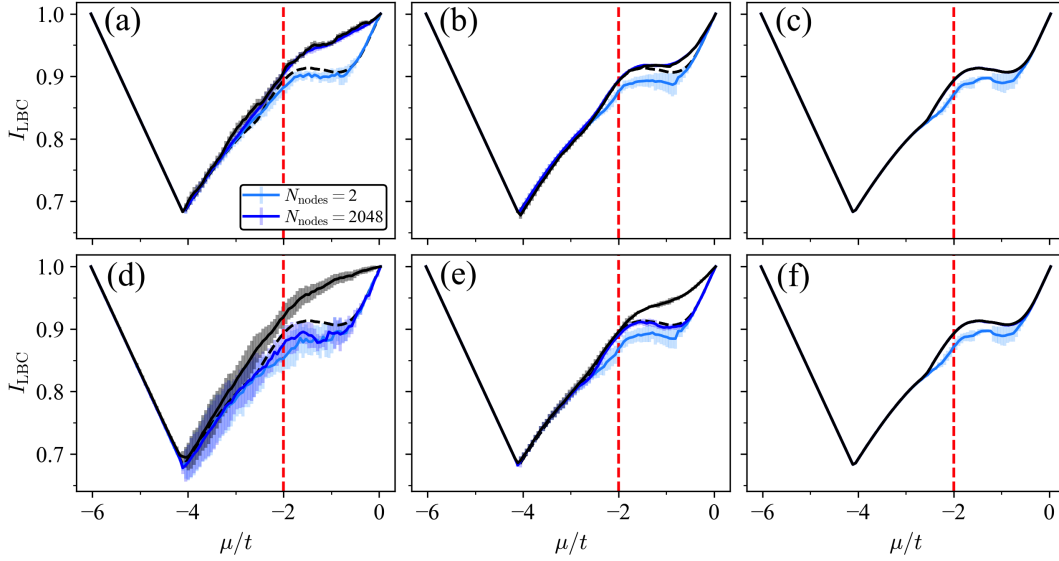 (a)
(b)
(c)
1.0
0.9
0.8
0.7
I_LBC
N_nodes = 2
N_nodes = 2048
(d)
(e)
(f)
1.0
0.9
0.8
0.7
I_LBC
−6 −4 −2 0
−6 −4 −2 0
−6 −4 −2 0
μ/t
μ/t
μ/t